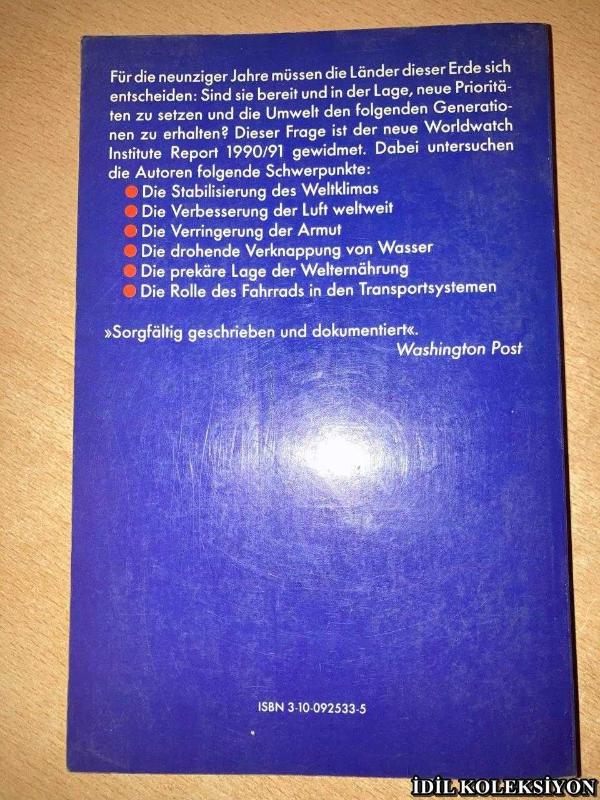 Für die neunziger Jahre müssen die Länder dieser Erde sich
entscheiden: Sind sie bereit und in der Lage, neue Prioritä-
ten zu setzen und die Umwelt den folgenden Generatio-
nen zu erhalten? Dieser Frage ist der neue Worldwatch
Institute Report 1990/91 gewidmet. Dabei untersuchen
die Autoren folgende Schwerpunkte:
● Die Stabilisierung des Weltklimas
● Die Verbesserung der Luft weltweit
● Die Verringerung der Armut
● Die drohende Verknappung von Wasser
● Die prekäre Lage der Welternährung
● Die Rolle des Fahrrads in den Transportsystemen
»Sorgfältig geschrieben und dokumentiert«.
Washington Post
ISBN 3-10-092533-5
İDİL KOLEKSİYON